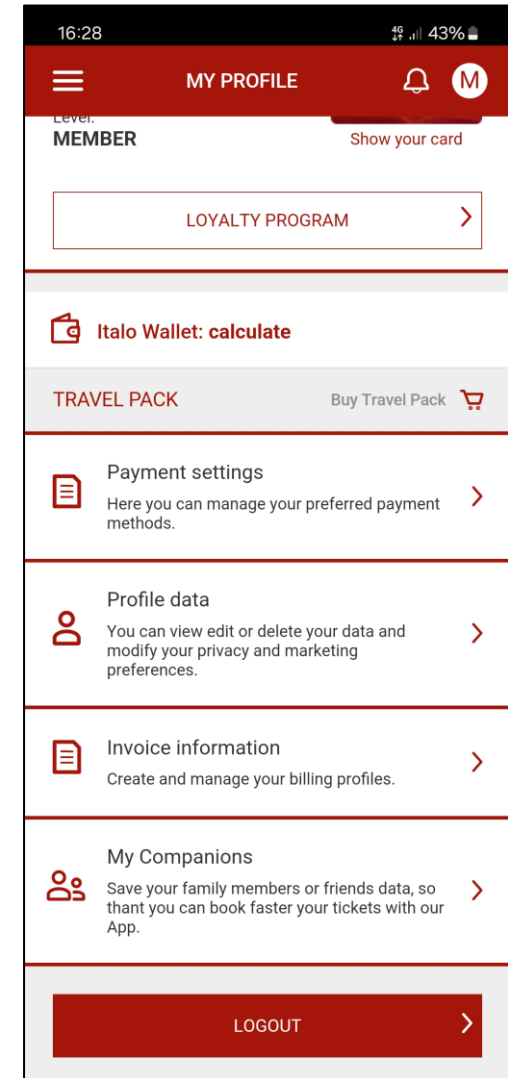 16:28 4G 43%
MY PROFILE M
Level:
MEMBER
Show your card
LOYALTY PROGRAM
Italo Wallet: calculate
TRAVEL PACK Buy Travel Pack
Payment settings
Here you can manage your preferred payment
methods.
Profile data
You can view edit or delete your data and
modify your privacy and marketing
preferences.
Invoice information
Create and manage your billing profiles.
My Companions
Save your family members or friends data, so
thant you can book faster your tickets with our
App.
LOGOUT